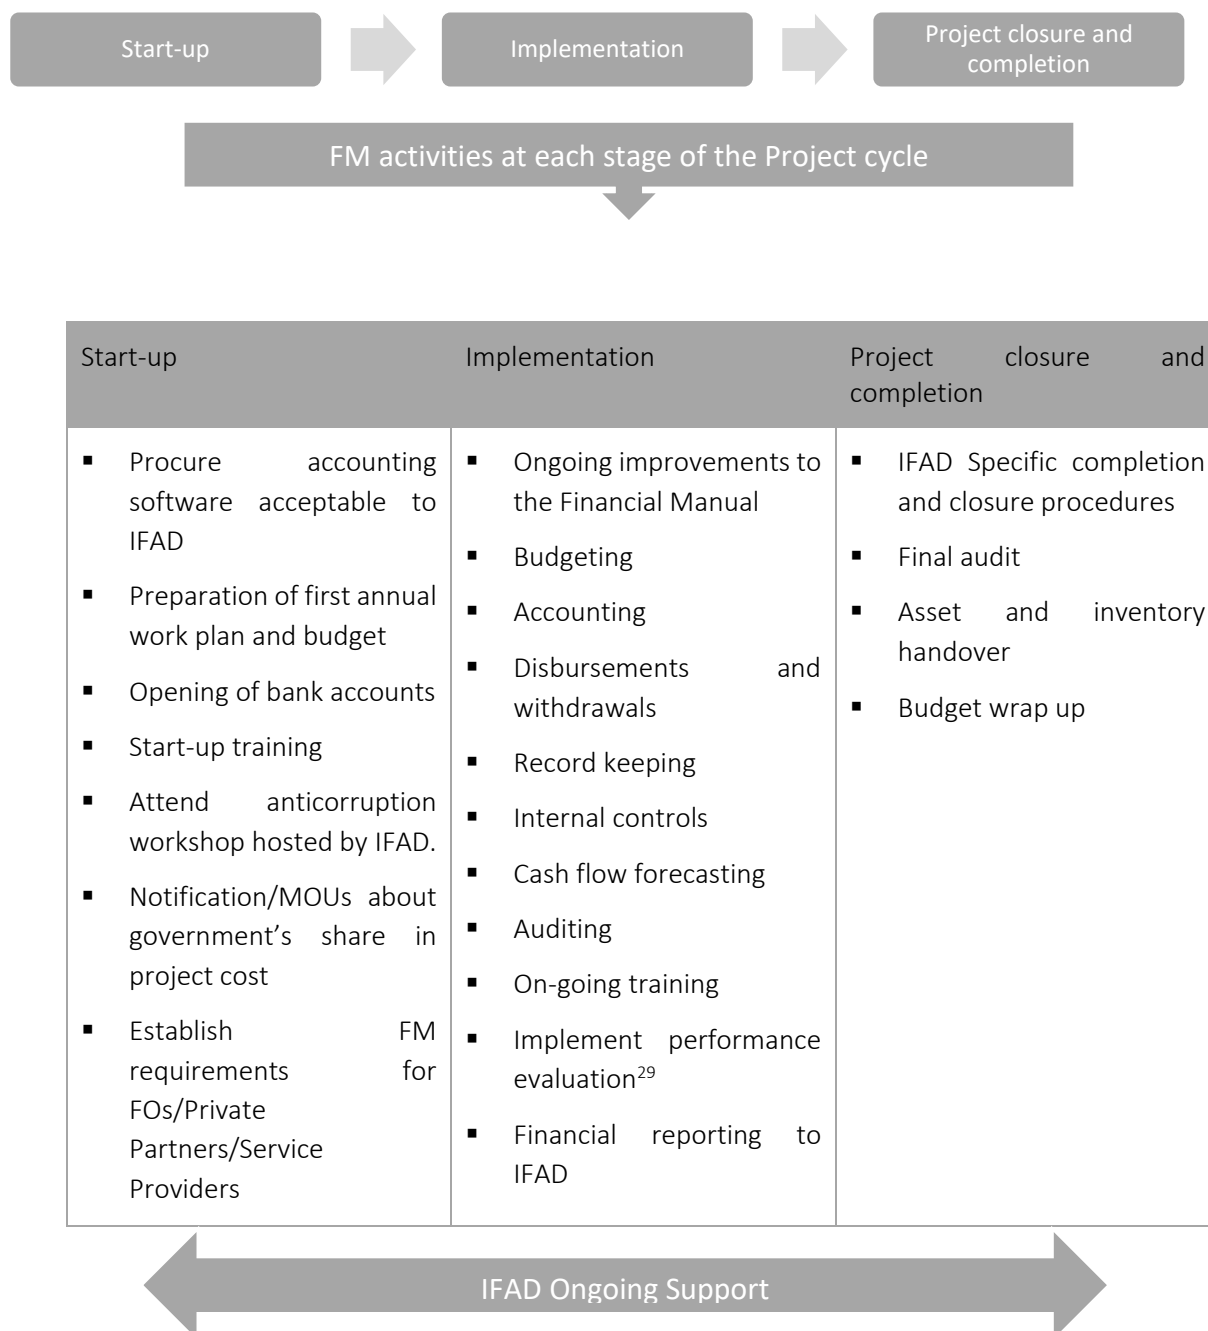 Start-up
Implementation
Project closure and
completion
FM activities at each stage of the Project cycle
Start-up
Implementation
Project closure and
completion
▪ Procure accounting
software acceptable to
IFAD
▪ Preparation of first annual
work plan and budget
▪ Opening of bank accounts
▪ Start-up training
▪ Attend anticorruption
workshop hosted by IFAD.
▪ Notification/MOUs about
government’s share in
project cost
▪ Establish FM
requirements for
FOs/Private
Partners/Service
Providers
▪ Ongoing improvements to
the Financial Manual
▪ Budgeting
▪ Accounting
▪ Disbursements and
withdrawals
▪ Record keeping
▪ Internal controls
▪ Cash flow forecasting
▪ Auditing
▪ On-going training
▪ Implement performance
evaluation29
▪ Financial reporting to
IFAD
▪ IFAD Specific completion
and closure procedures
▪ Final audit
▪ Asset and inventory
handover
▪ Budget wrap up
IFAD Ongoing Support